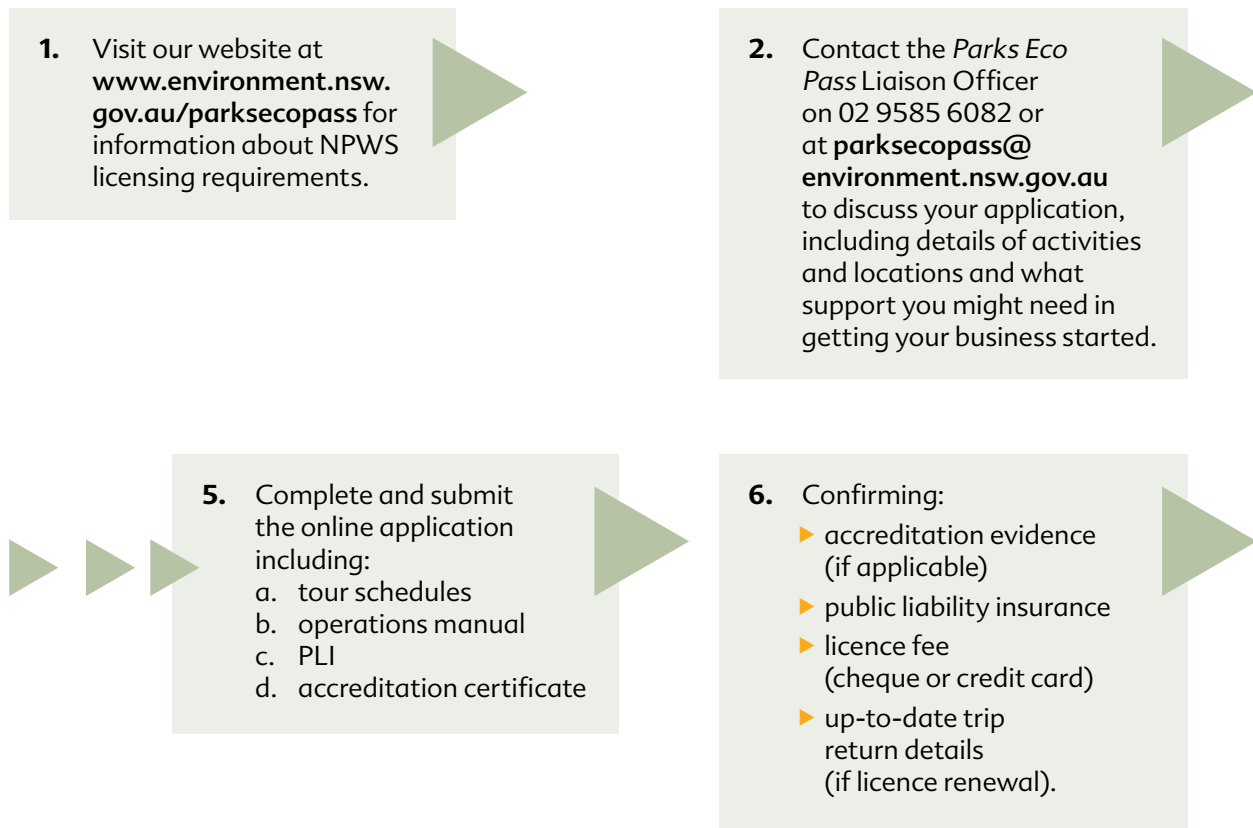 1. Visit our website at
www.environment.nsw.
gov.au/parksecopass for
information about NPWS
licensing requirements.
2. Contact the Parks Eco
Pass Liaison Officer
on 02 9585 6082 or
at parksecopass@
environment.nsw.gov.au
to discuss your application,
including details of activities
and locations and what
support you might need in
getting your business started.
5. Complete and submit
the online application
including:
a. tour schedules
b. operations manual
c. PLI
d. accreditation certificate
6. Confirming:
accreditation evidence
(if applicable)
public liability insurance
licence fee
(cheque or credit card)
up-to-date trip
return details
(if licence renewal).